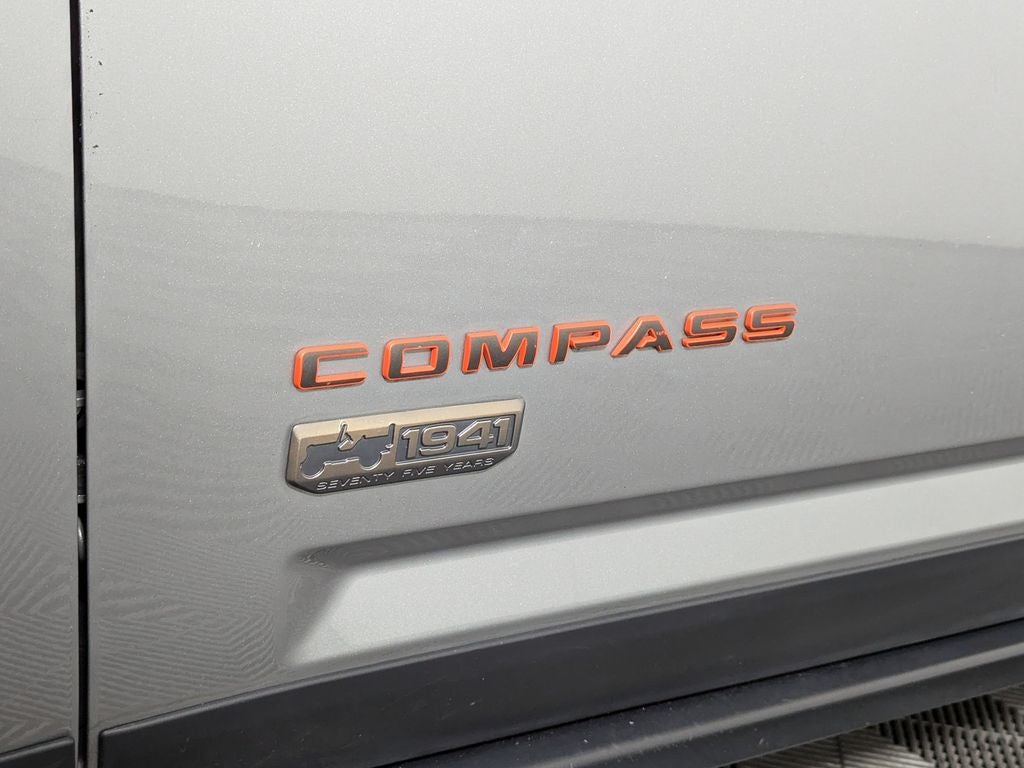 COMPASS
1941
SEVENTY FIVE YEARS